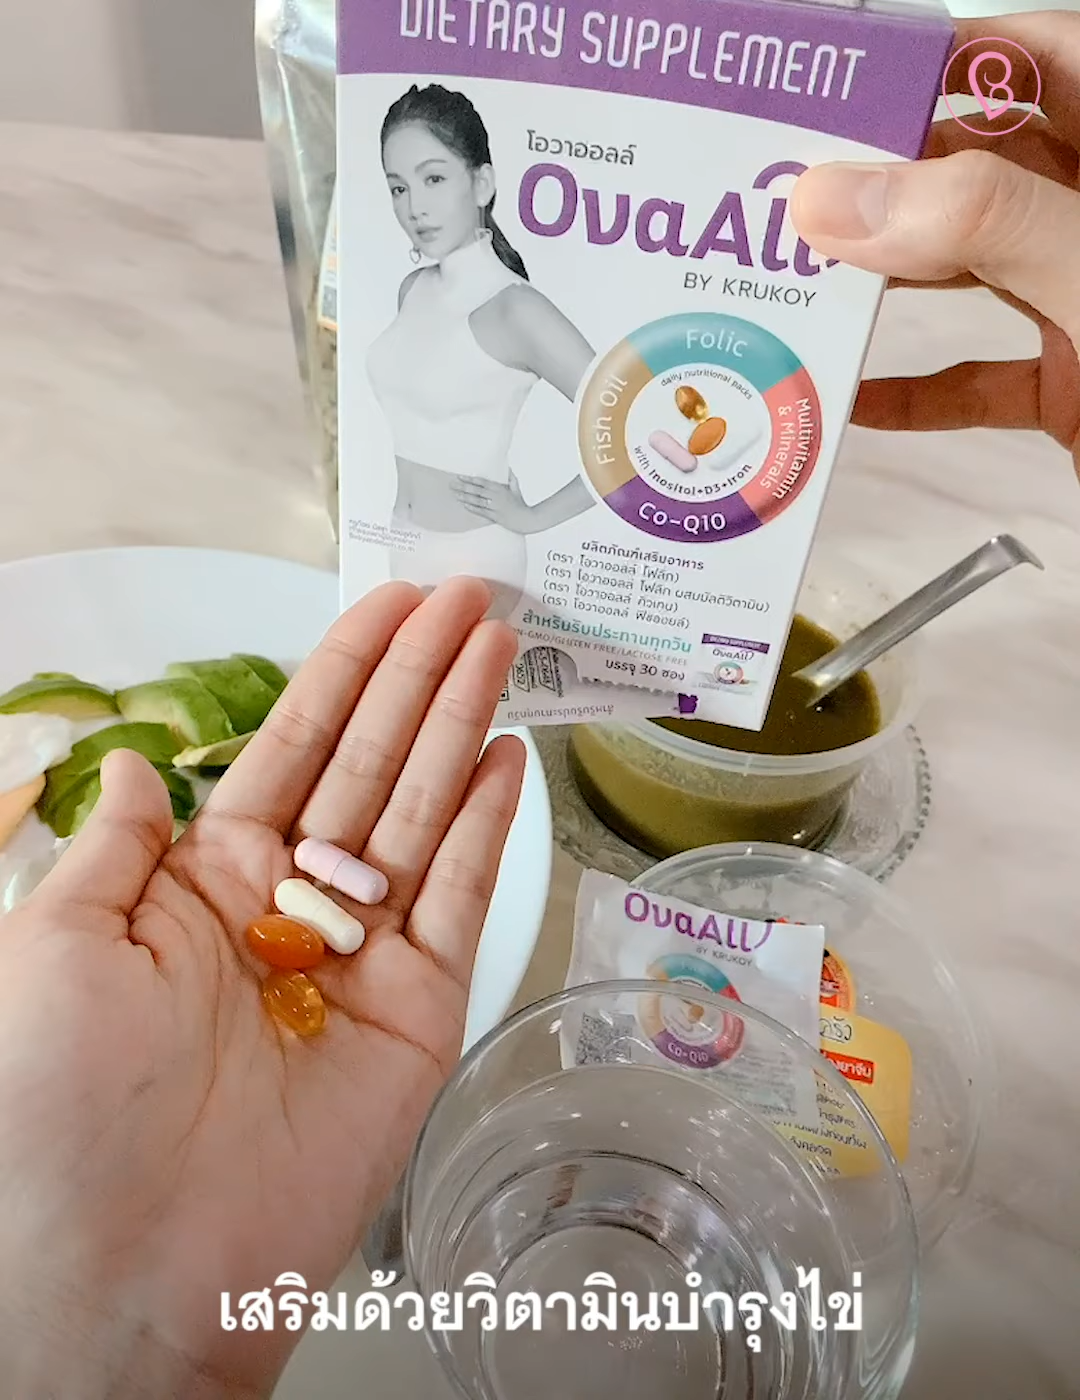 DIETARY SUPPLEMENT
โอวาออลล์
OvaAll
BY KRUKOY
Folic
Fish Oil
Multivitamin
& Minerals
Co-Q10
daily nutritional packs
with Inositol+D3+Iron
ผลิตภัณฑ์เสริมอาหาร
(ตรา โอวาออลล์ โฟลิก)
(ตรา โอวาออลล์ โฟลิก ผสมมัลติวิตามิน)
(ตรา โอวาออลล์ คิวเทน)
(ตรา โอวาออลล์ ฟิชออยล์)
สำหรับรับประทานทุกวัน
N-GMO/GLUTEN FREE/LACTOSE FREE
บรรจุ 30 ซอง
DIETARY SUPPLEMENT
OvaAll
OvaAll
BY KRUKOY
Co-Q10
เสริมด้วยวิตามินบำรุงไข่